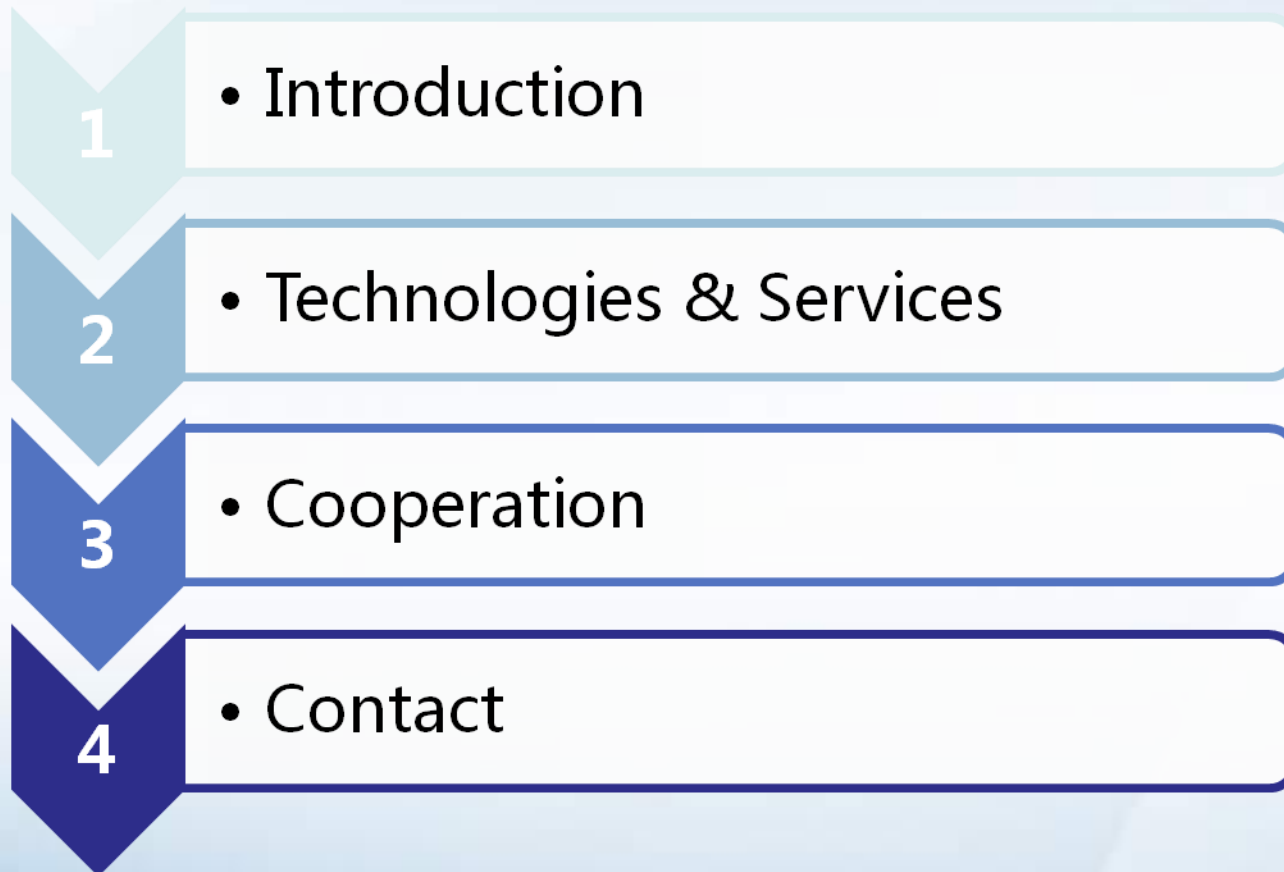 1
• Introduction
2
• Technologies & Services
3
• Cooperation
4
• Contact